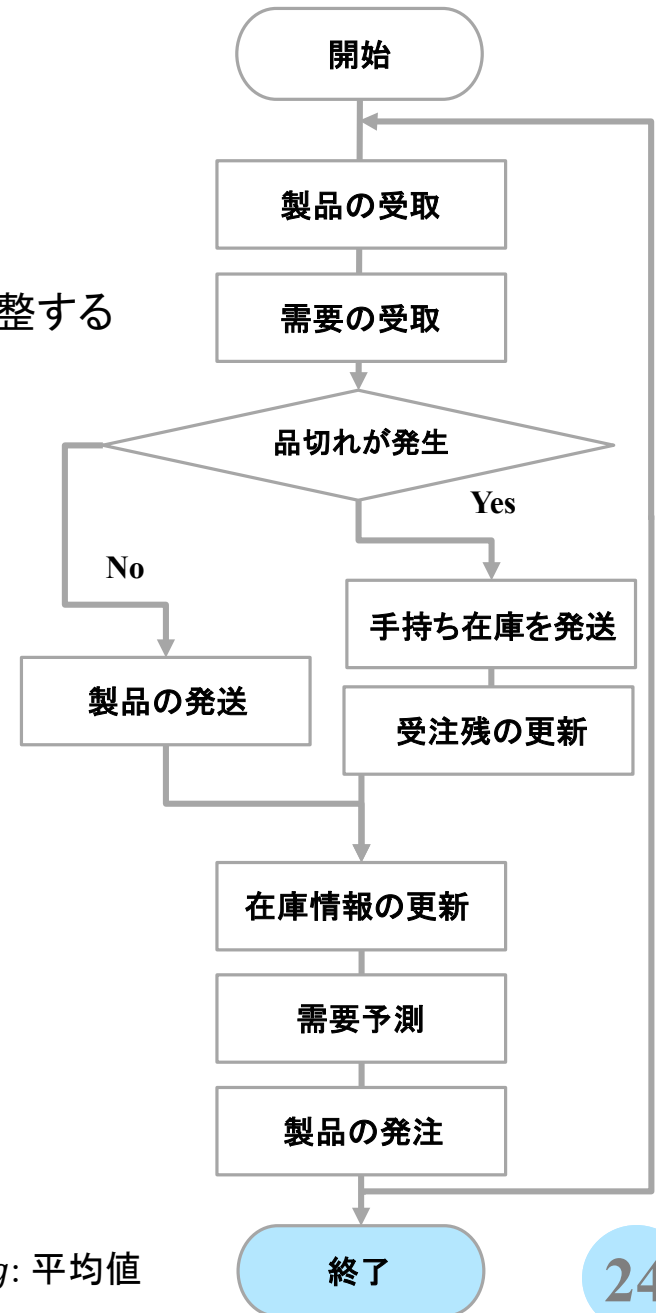 開始
製品の受取
整する
需要の受取
品切れが発生
Yes
No
手持ち在庫を発送
製品の発送
受注残の更新
在庫情報の更新
需要予測
製品の発注
g: 平均値
終了
24